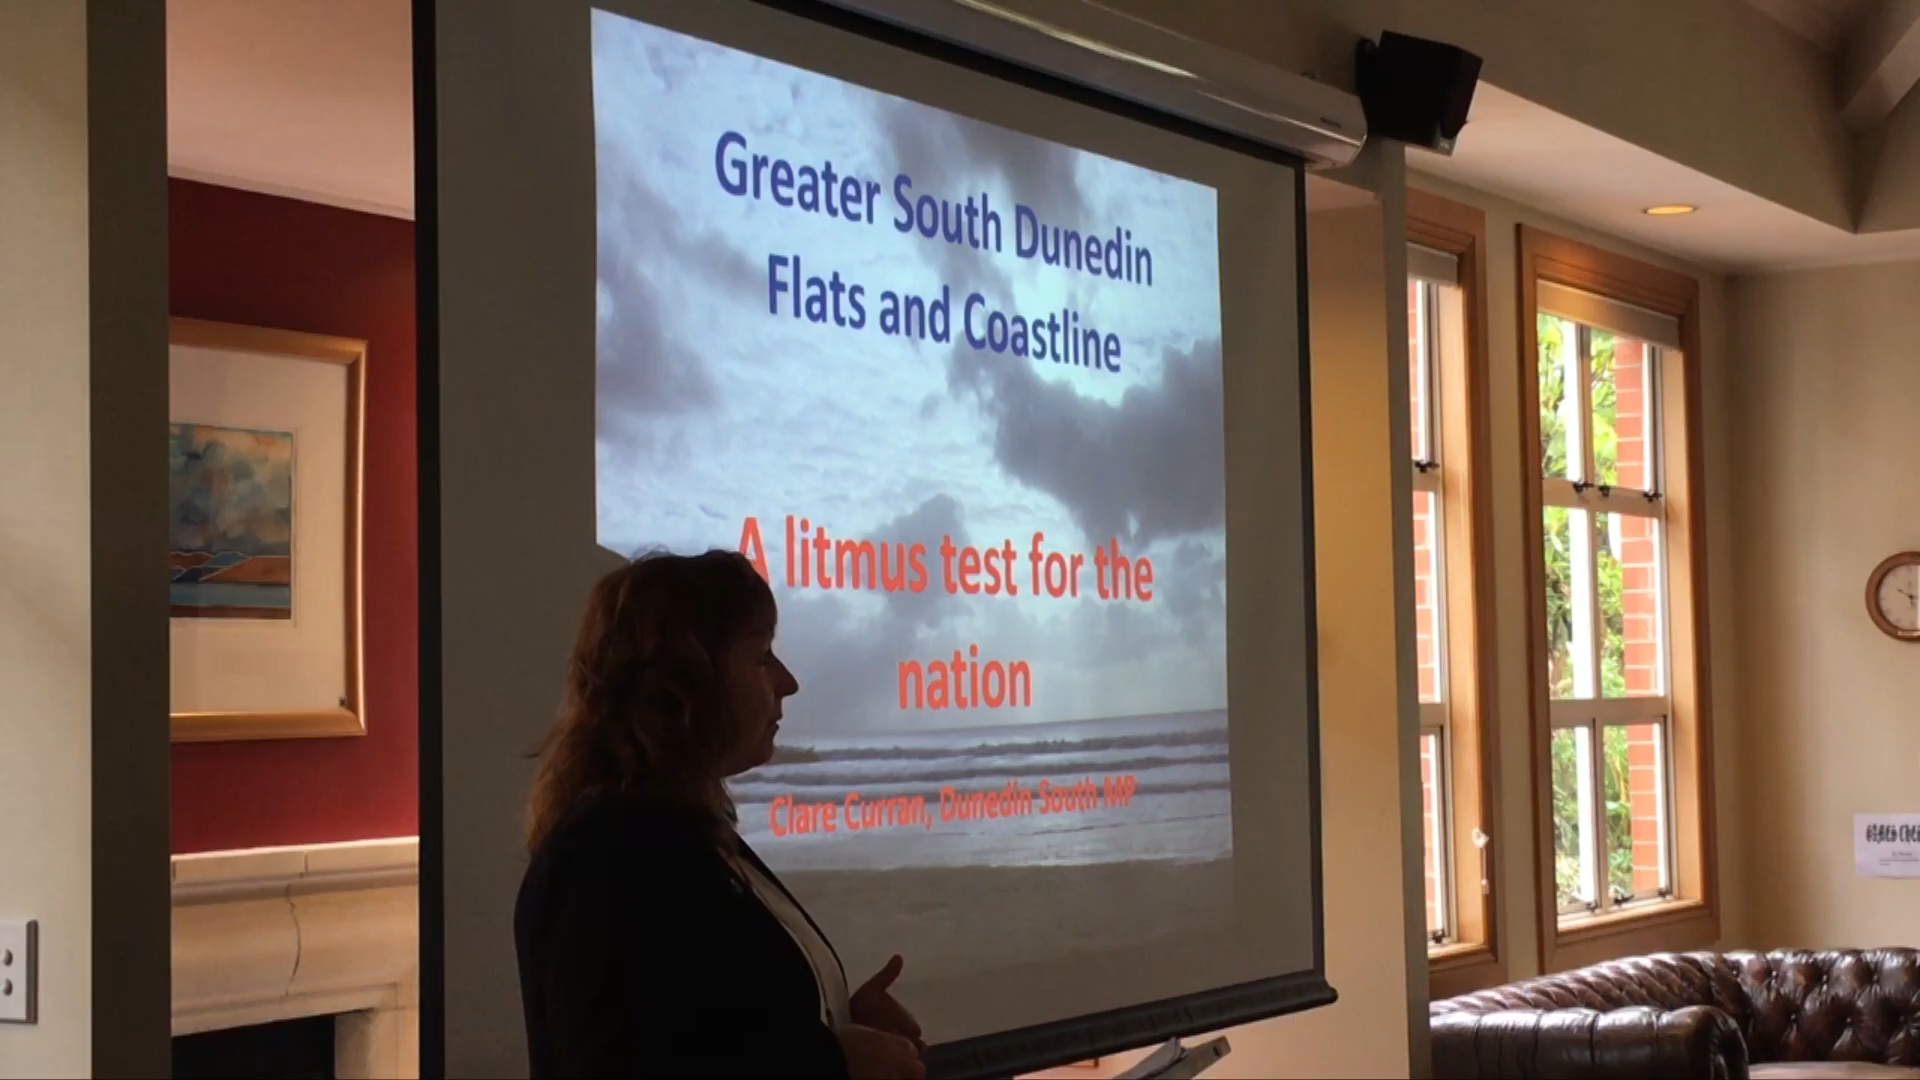 Greater South Dunedin
Flats and Coastline
A litmus test for the
nation
Clare Curran, Dunedin South MP